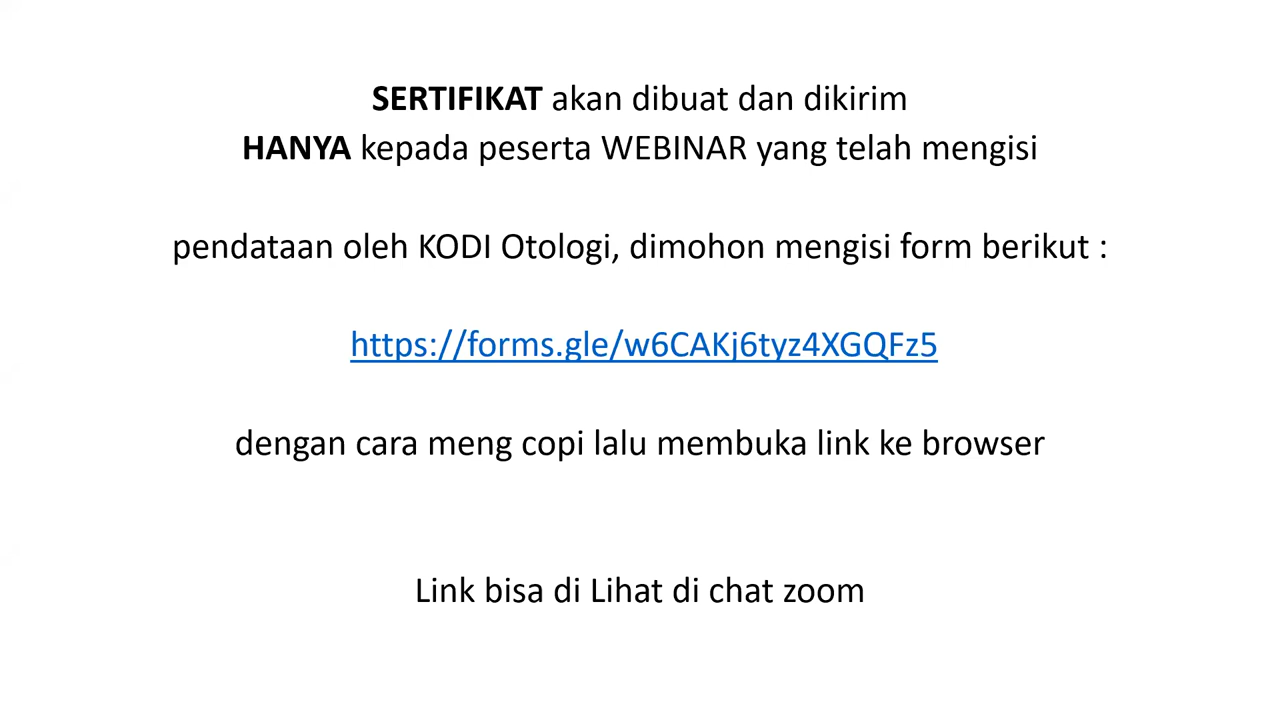 SERTIFIKAT akan dibuat dan dikirim
HANYA kepada peserta WEBINAR yang telah mengisi
pendataan oleh KODI Otologi, dimohon mengisi form berikut :
https://forms.gle/w6CAKj6tyz4XGQFz5
dengan cara meng copi lalu membuka link ke browser
Link bisa di Lihat di chat zoom